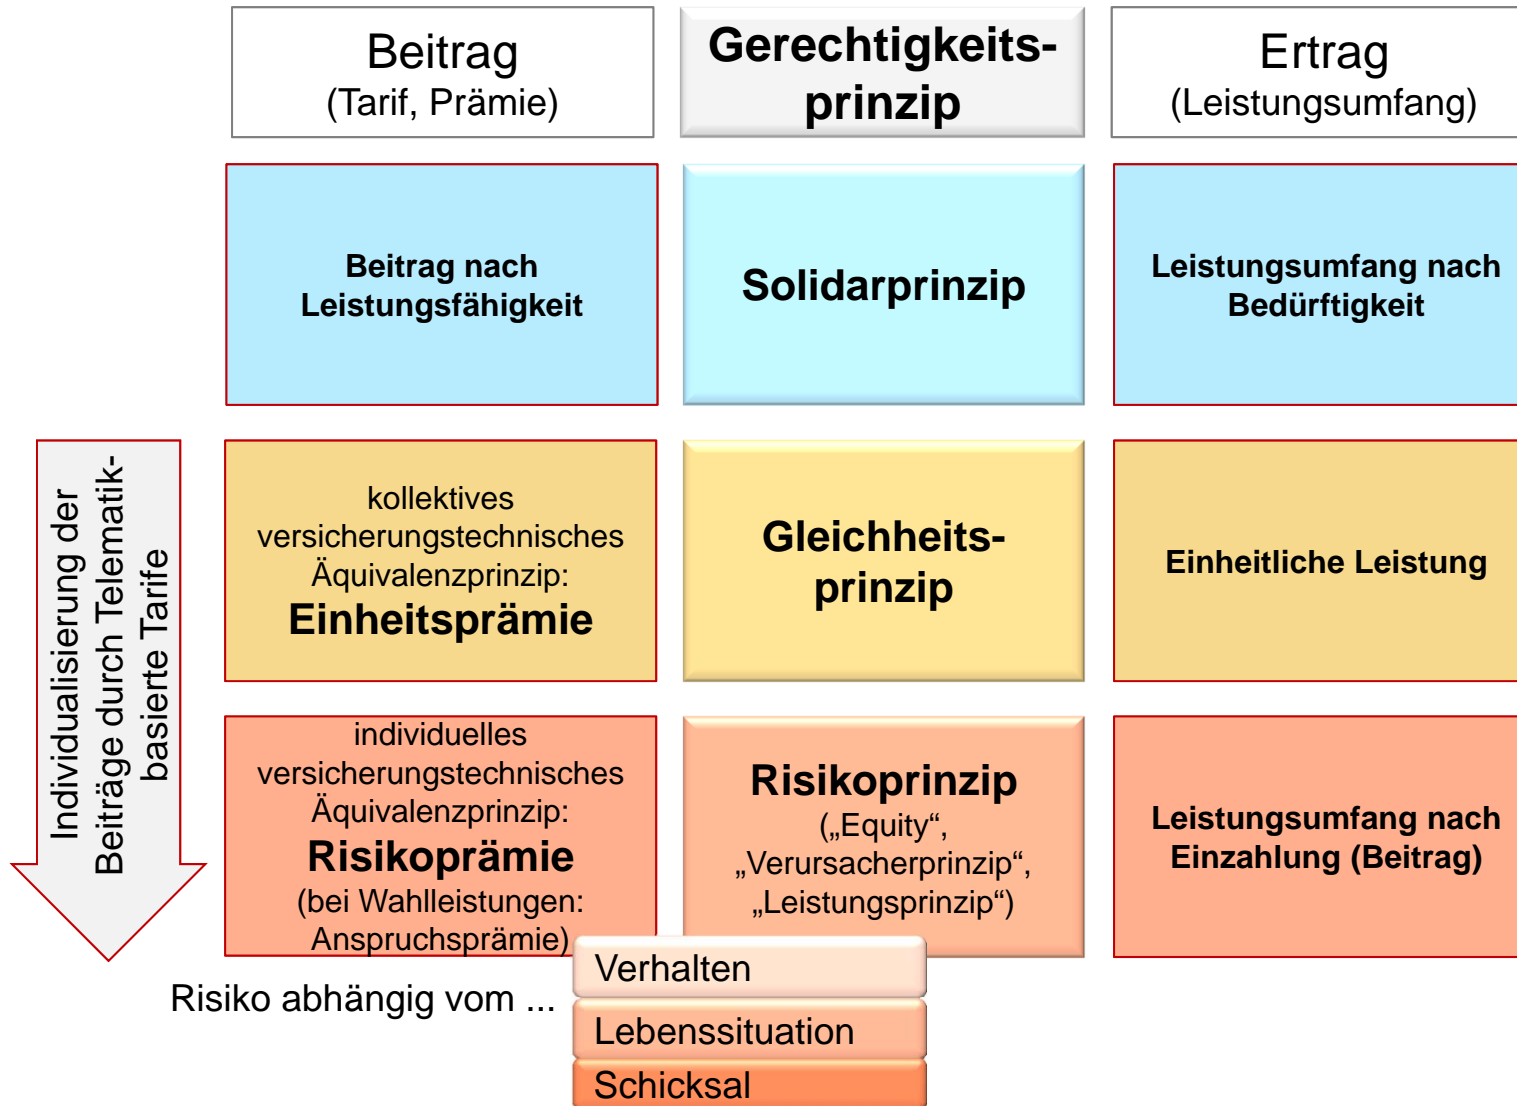 Beitrag
(Tarif, Prämie)
Gerechtigkeits-
prinzip
Ertrag
(Leistungsumfang)
Beitrag nach
Leistungsfähigkeit
Solidarprinzip
Leistungsumfang nach
Bedürftigkeit
Individualisierung der
Beiträge durch Telematik-
basierte Tarife
kollektives
versicherungstechnisches
Äquivalenzprinzip:
Einheitsprämie
Gleichheits-
prinzip
Einheitliche Leistung
individuelles
versicherungstechnisches
Äquivalenzprinzip:
Risikoprämie
(bei Wahlleistungen:
Anspruchsprämie)
Risikoprinzip
(„Equity“,
„Verursacherprinzip“,
„Leistungsprinzip“)
Leistungsumfang nach
Einzahlung (Beitrag)
Risiko abhängig vom ...
Verhalten
Lebenssituation
Schicksal